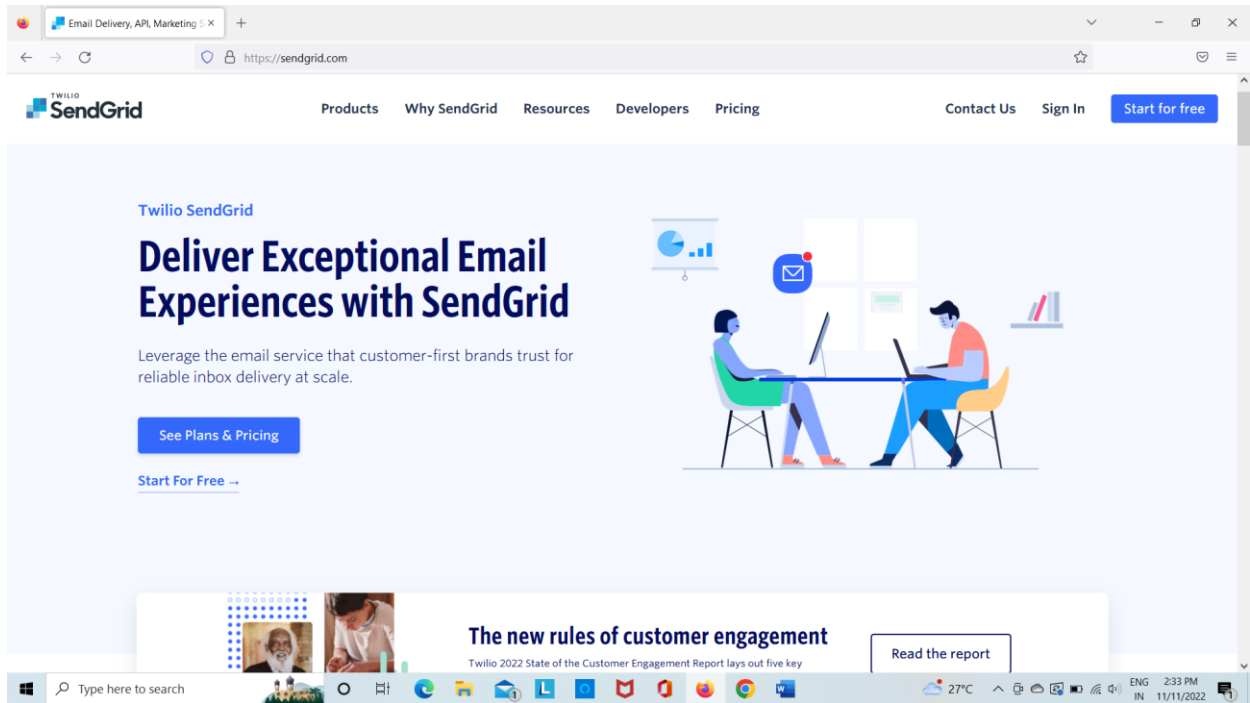 Email Delivery, API, Marketing S
https://sendgrid.com
TWILIO
SendGrid
Products Why SendGrid Resources Developers Pricing Contact Us Sign In Start for free
Twilio SendGrid
Deliver Exceptional Email
Experiences with SendGrid
Leverage the email service that customer-first brands trust for
reliable inbox delivery at scale.
See Plans & Pricing
Start For Free →
The new rules of customer engagement
Twilio 2022 State of the Customer Engagement Report lays out five key
Read the report
Type here to search
1
L
27°C
ENG
IN
2:33 PM
11/11/2022
1